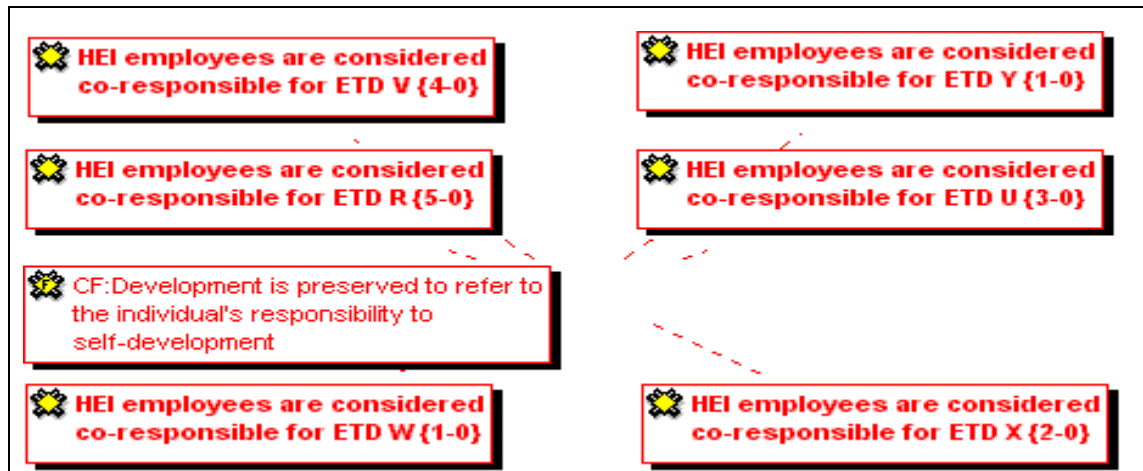 HEI employees are considered
co-responsible for ETD V {4-0}
HEI employees are considered
co-responsible for ETD Y {1-0}
HEI employees are considered
co-responsible for ETD R {5-0}
HEI employees are considered
co-responsible for ETD U {3-0}
F
CF:Development is preserved to refer to
the individual's responsibility to
self-development
HEI employees are considered
co-responsible for ETD W {1-0}
HEI employees are considered
co-responsible for ETD X {2-0}